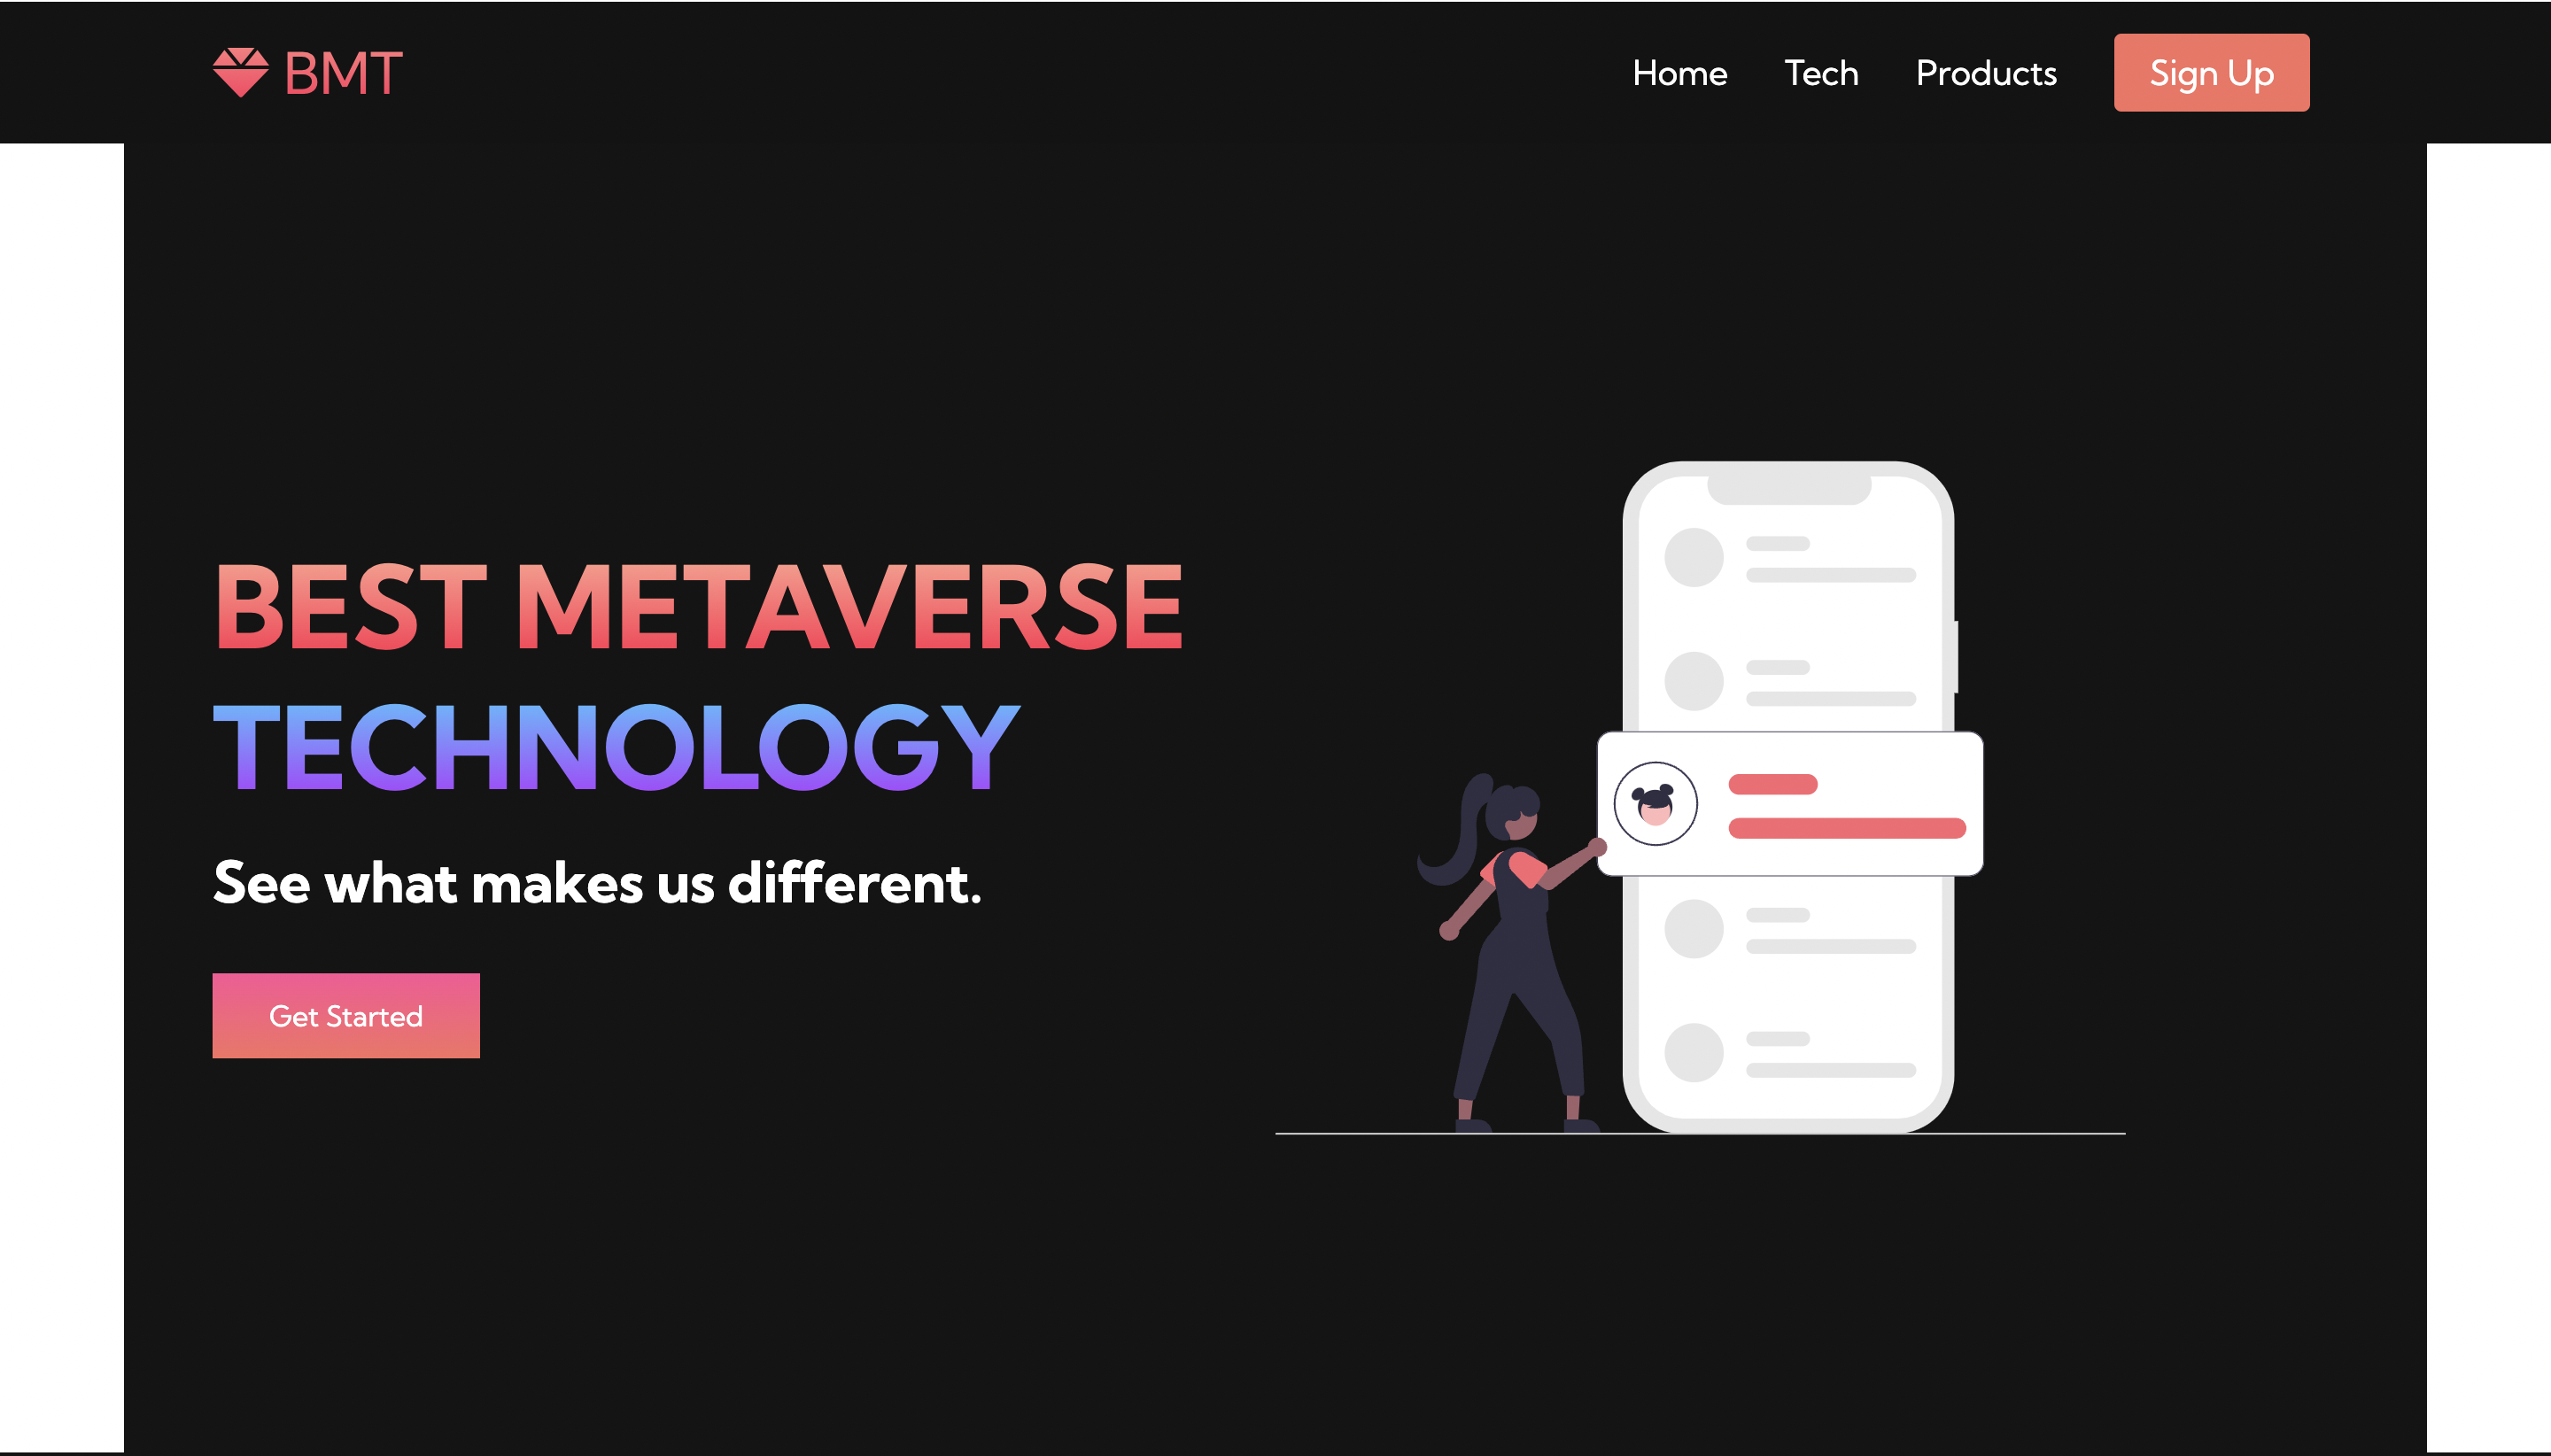 BMT
Home Tech Products Sign Up
BEST METAVERSE
TECHNOLOGY
See what makes us different.
Get Started